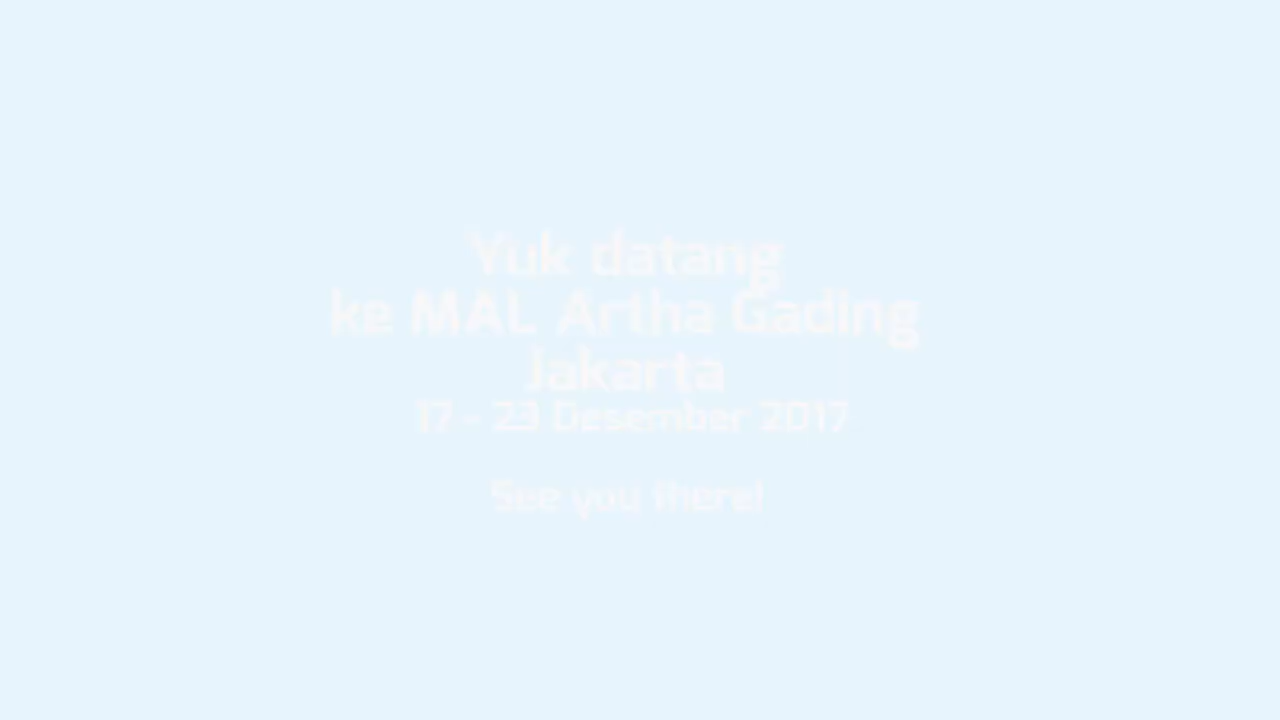 Yuk datang
ke MAL Artha Gading
Jakarta
17 - 23 Desember 2017
See you there!